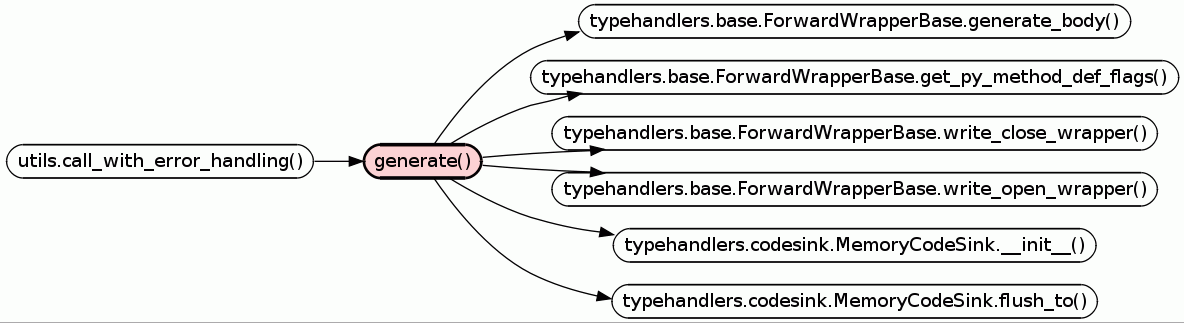 typehandlers.base.ForwardWrapperBase.generate_body()
typehandlers.base.ForwardWrapperBase.get_py_method_def_flags()
typehandlers.base.ForwardWrapperBase.write_close_wrapper()
utils.call_with_error_handling()
generate()
typehandlers.base.ForwardWrapperBase.write_open_wrapper()
typehandlers.codesink.MemoryCodeSink.__init__()
typehandlers.codesink.MemoryCodeSink.flush_to()